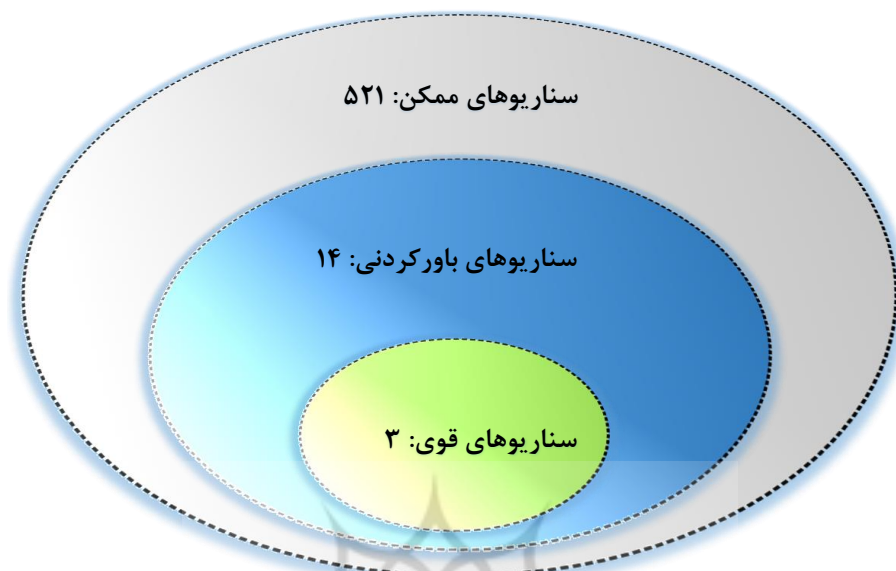 سناریوهای ممکن: ۵۲۱
سناریوهای باورکردنی: ۱۴
سناریوهای قوی: ۳